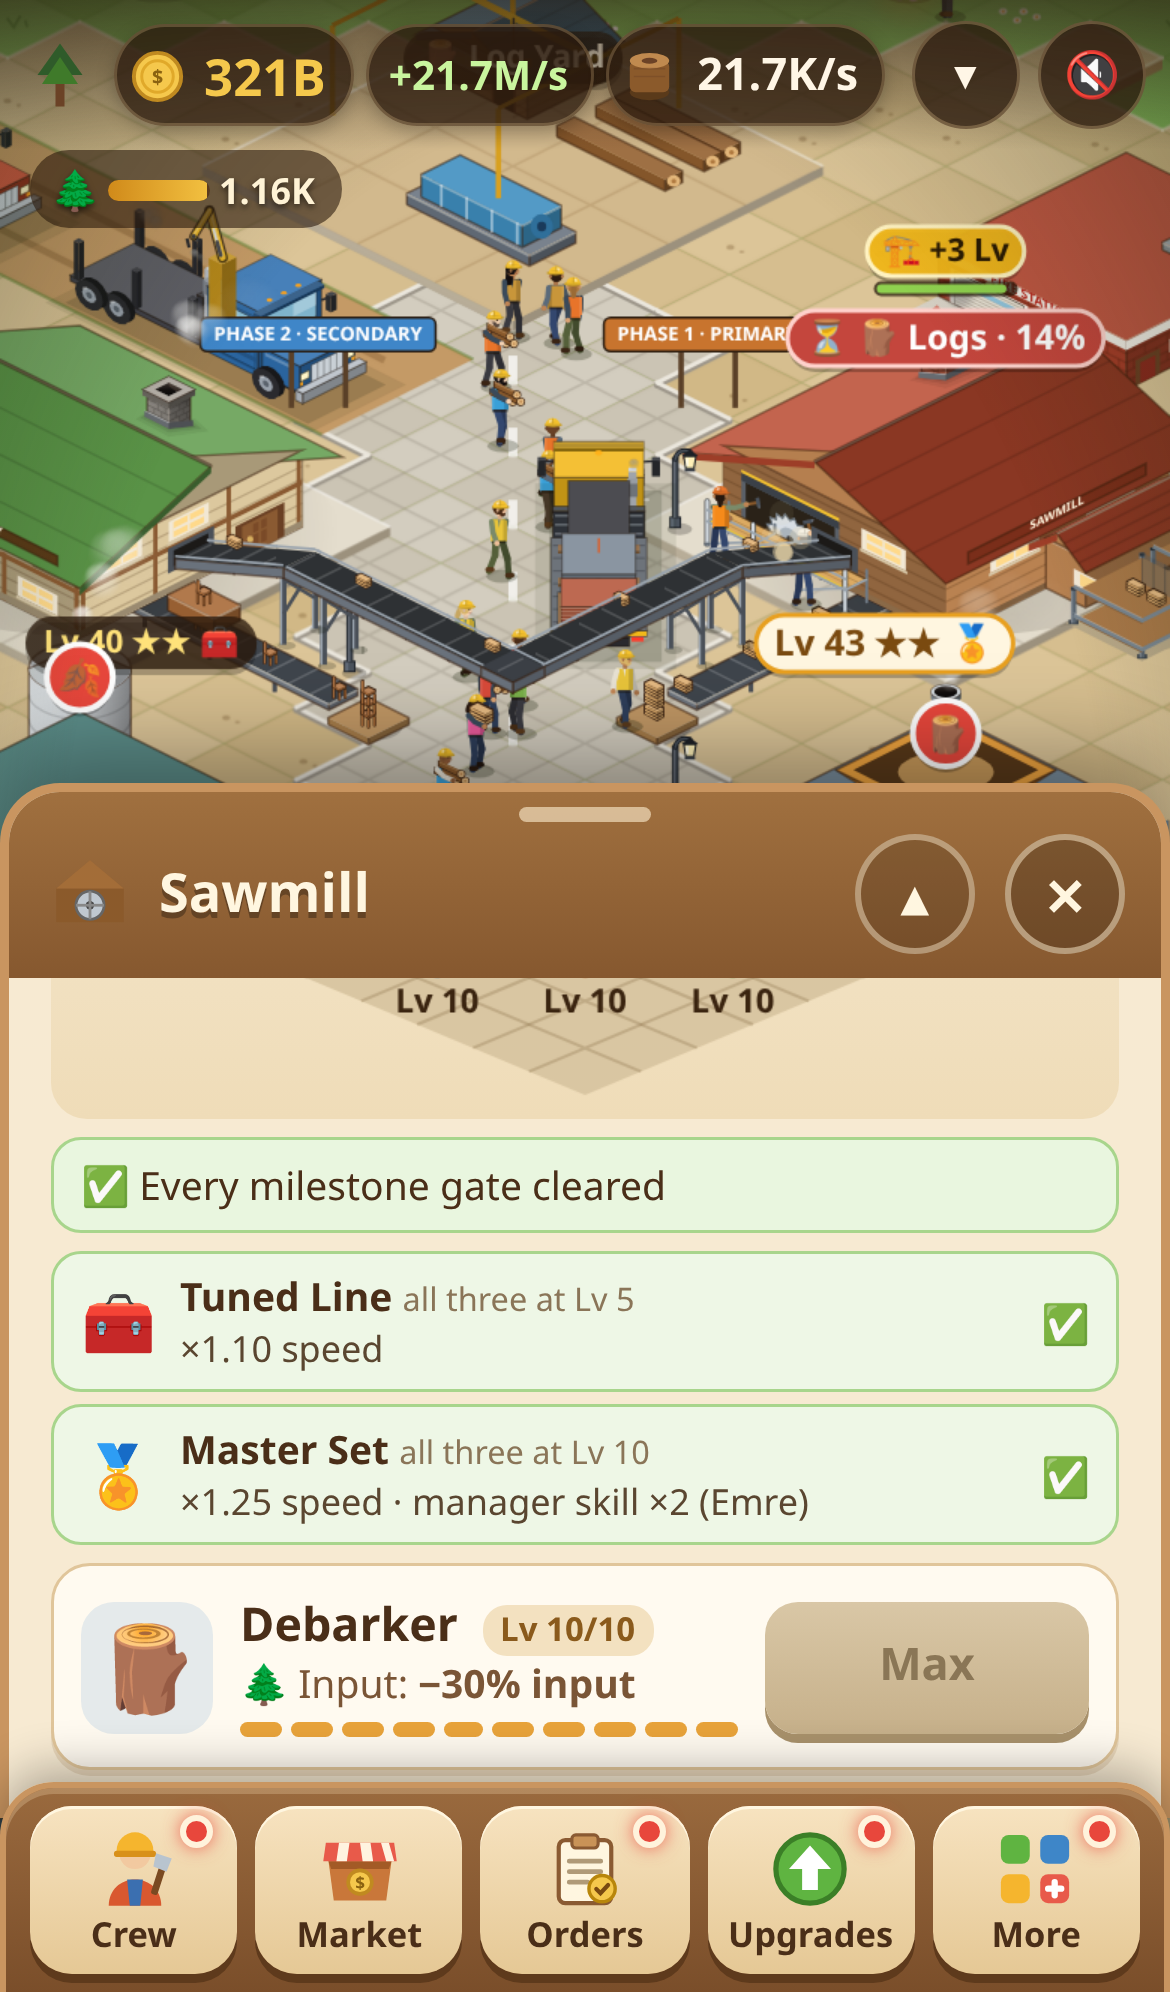 Log Yard
321B
+21.7M/s
21.7K/s
1.16K
+3 Lv
PHASE 2 · SECONDARY
PHASE 1 · PRIMAR
Logs · 14%
SAWMILL
Lv 40 ★★
Lv 43 ★★
Sawmill
Lv 10 Lv 10 Lv 10
Every milestone gate cleared
Tuned Line all three at Lv 5
×1.10 speed
Master Set all three at Lv 10
×1.25 speed · manager skill ×2 (Emre)
Debarker Lv 10/10
Input: −30% input
Max
Crew
Market
Orders
Upgrades
More